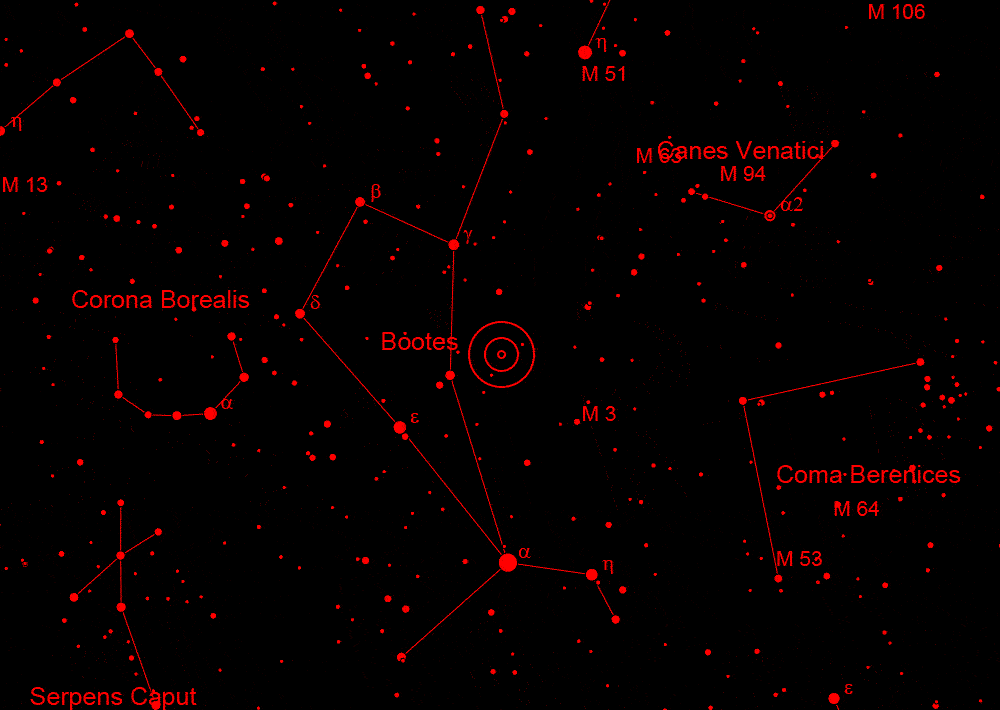 M 106
η
M 51
η
Canes Venatici
M 63
M 94
M 13
β
α2
γ
Corona Borealis
δ
Bootes
α
ε
M 3
Coma Berenices
M 64
α
M 53
η
Serpens Caput
ε